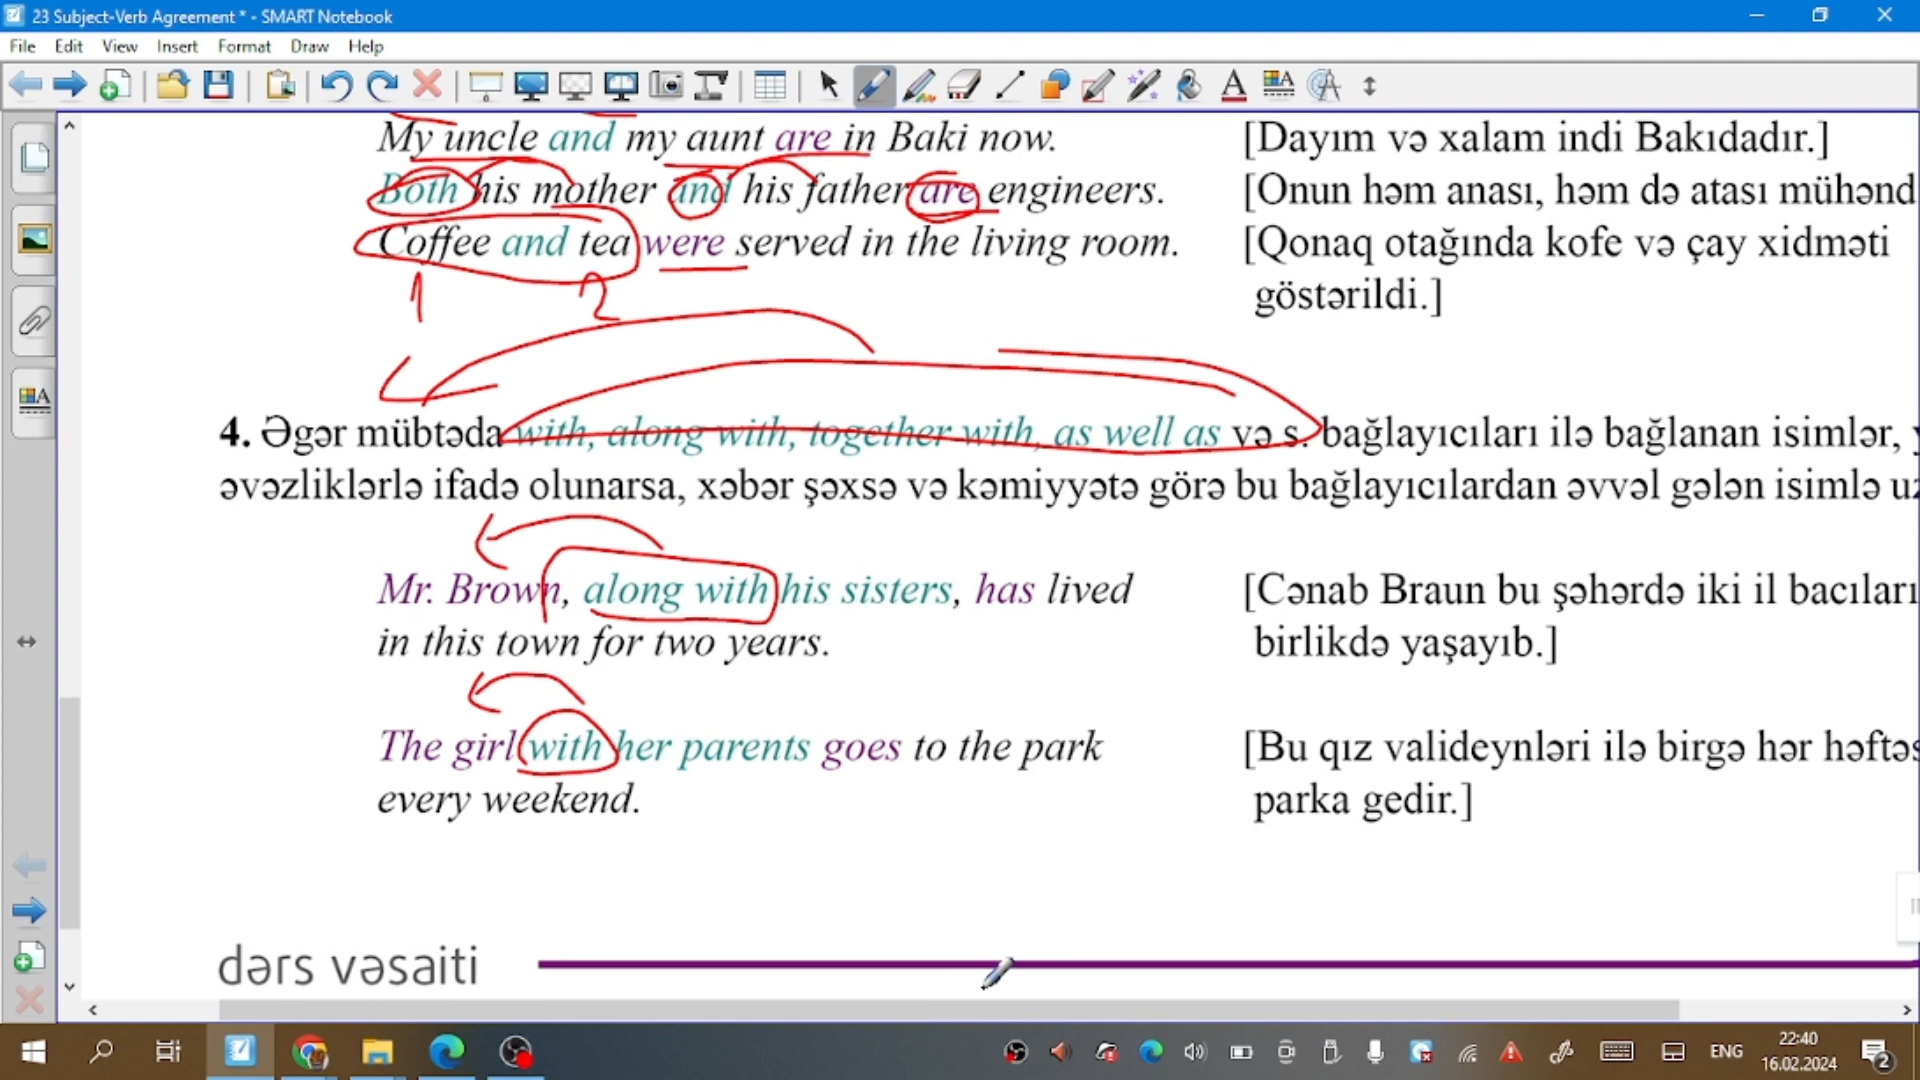 23 Subject-Verb Agreement * - SMART Notebook
File Edit View Insert Format Draw Help
My uncle and my aunt are in Baki now. [Dayım və xalam indi Bakıdadır.]
Both his mother and his father are engineers. [Onun həm anası, həm də atası mühənd
Coffee and tea were served in the living room. [Qonaq otağında kofe və çay xidməti
göstərildi.]
1 2
4. Əgər mübtəda with, along with, together with, as well as və s. bağlayıcıları ilə bağlanan isimlər,
əvəzliklərlə ifadə olunarsa, xəbər şəxsə və kəmiyyətə görə bu bağlayıcılardan əvvəl gələn isimlə uz
Mr. Brown, along with his sisters, has lived [Cənab Braun bu şəhərdə iki il bacıları
in this town for two years. birlikdə yaşayıb.]
The girl with her parents goes to the park [Bu qız valideynləri ilə birgə hər həftəs
every weekend. parka gedir.]
dərs vəsaiti
ENG
22:40
16.02.2024
2